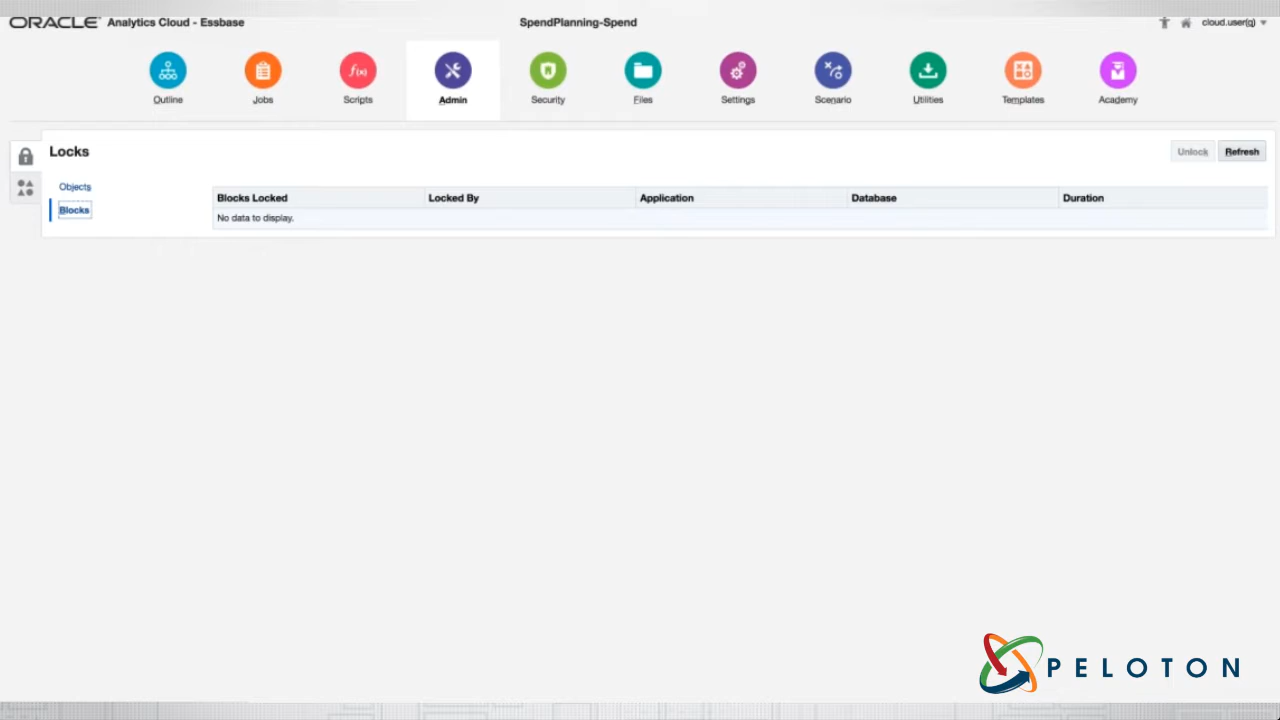 ORACLE Analytics Cloud - Essbase
SpendPlanning-Spend
cloud.user(q)
Outline
Jobs
f(x)
Scripts
Admin
Security
Files
Settings
Scenario
Utilities
Templates
Academy
Locks
Unlock
Refresh
Objects
Blocks
Blocks Locked
Locked By
Application
Database
Duration
No data to display.
PELOTON